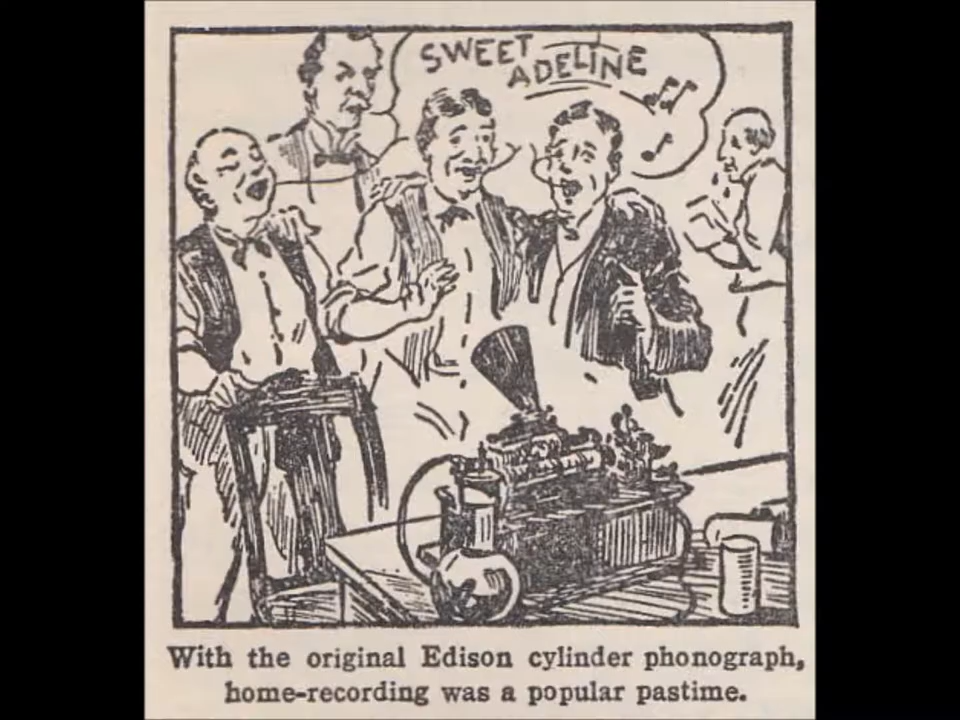 SWEET
ADELINE
With the original Edison cylinder phonograph,
home-recording was a popular pastime.